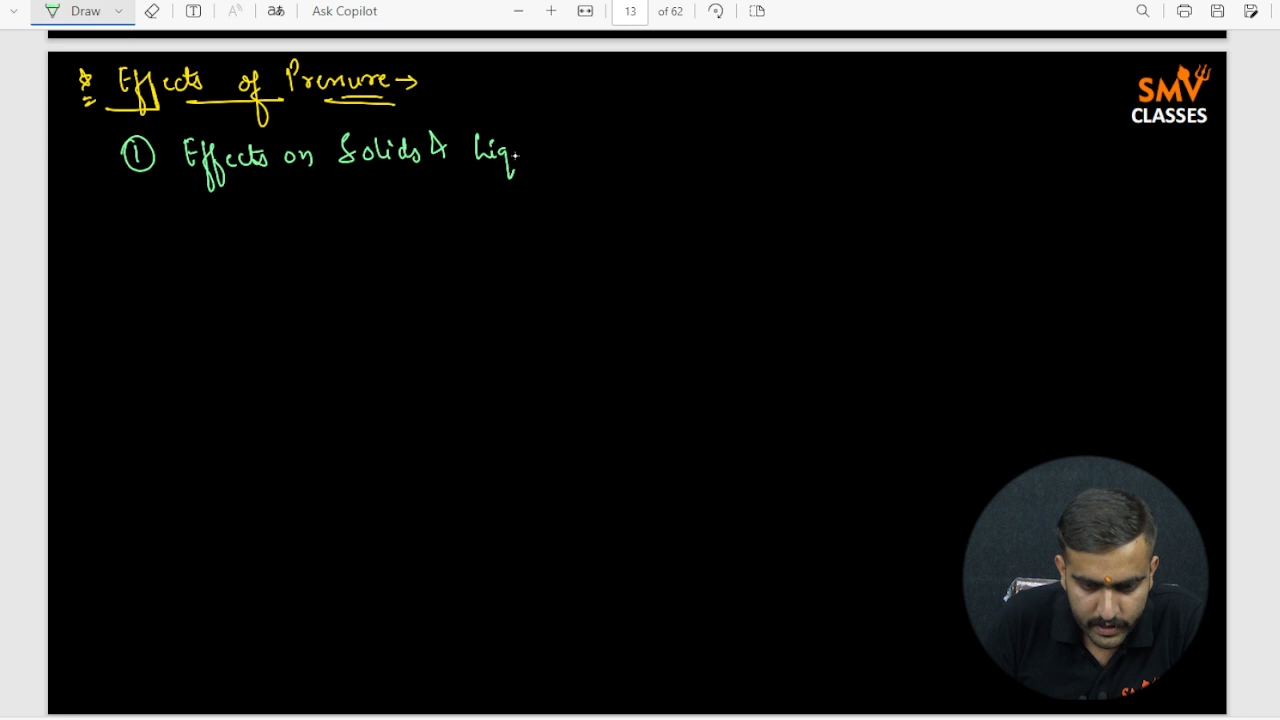 Draw
Ask Copilot
13 of 62
* Effects of Pressure →
① Effects on Solids & Liq
SMV
CLASSES